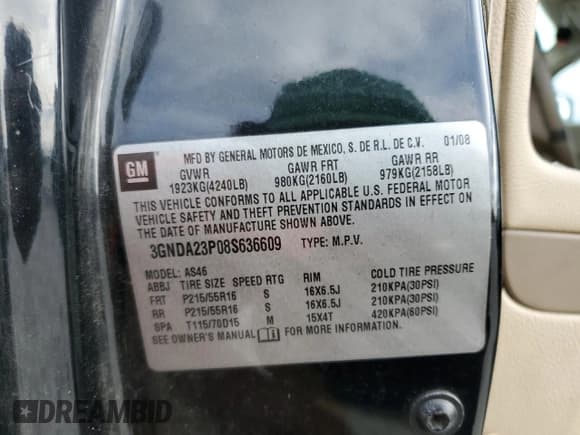 GM
MFD BY GENERAL MOTORS DE MEXICO, S. DE R.L. DE C.V. 01/08
GVWR GAWR FRT GAWR RR
1923KG(4240LB) 980KG(2160LB) 979KG(2158LB)
THIS VEHICLE CONFORMS TO ALL APPLICABLE U.S. FEDERAL MOTOR
VEHICLE SAFETY AND THEFT PREVENTION STANDARDS IN EFFECT ON
THE DATE OF MANUFACTURE SHOWN ABOVE.
3GNDA23P08S636609 TYPE: M.P.V.
MODEL: AS46
ABBJ TIRE SIZE SPEED RTG RIM COLD TIRE PRESSURE
FRT P215/55R16 S 16X6.5J 210KPA(30PSI)
RR P215/55R16 S 16X6.5J 210KPA(30PSI)
SPA T115/70D15 M 15X4T 420KPA(60PSI)
SEE OWNER'S MANUAL FOR MORE INFORMATION.
DREAMBID